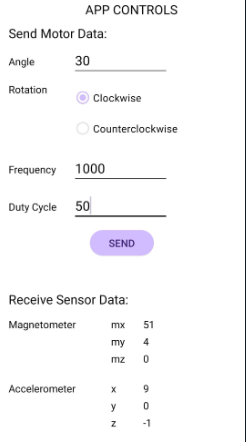 APP CONTROLS
Send Motor Data:
Angle 30
Rotation
Clockwise
Counterclockwise
Frequency 1000
Duty Cycle 50
SEND
Receive Sensor Data:
Magnetometer mx 51
my 4
mz 0
Accelerometer x 9
y 0
z -1